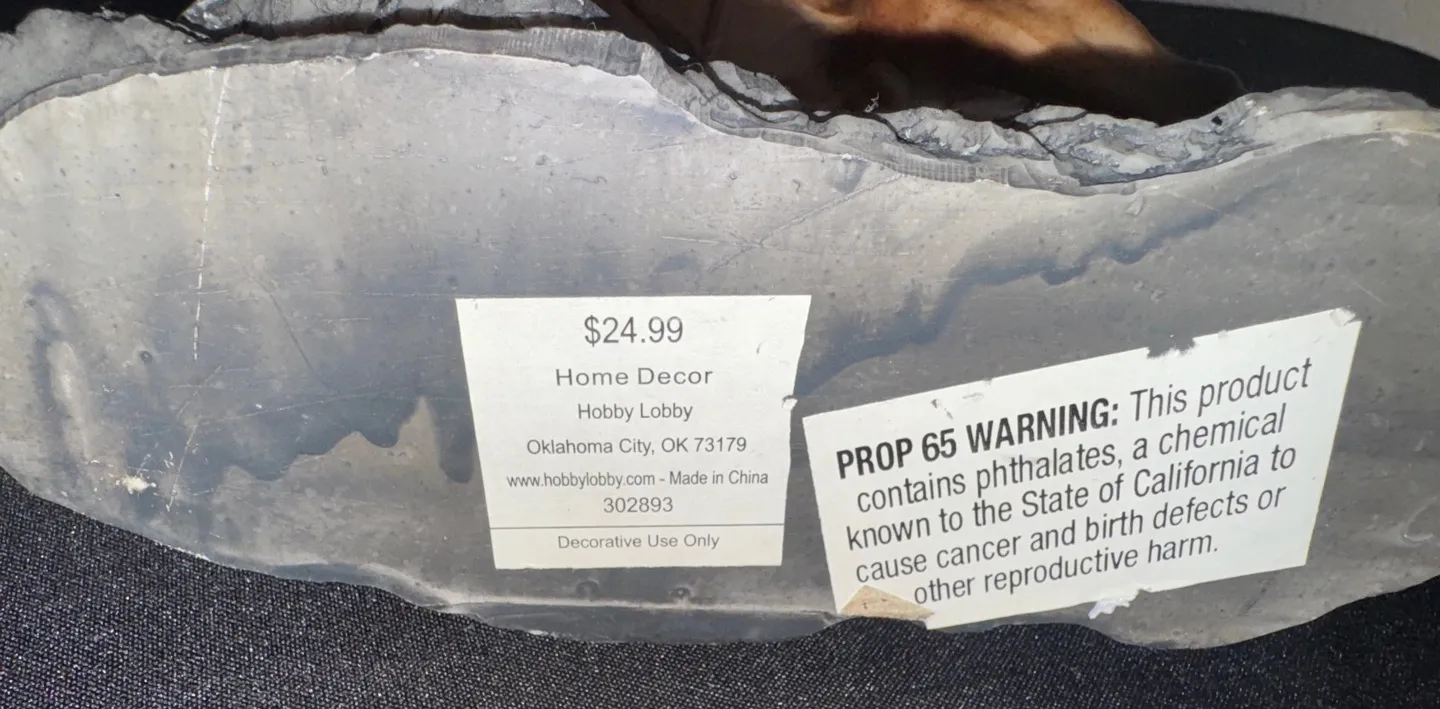 $24.99
Home Decor
Hobby Lobby
Oklahoma City, OK 73179
www.hobbylobby.com - Made in China
302893
Decorative Use Only
PROP 65 WARNING: This product
contains phthalates, a chemical
known to the State of California to
cause cancer and birth defects or
other reproductive harm.